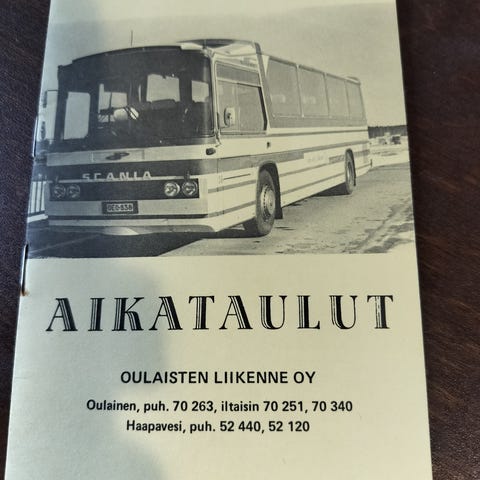 SCANIA
AIKATAULUT
OULAISTEN LIIKENNE OY
Oulainen, puh. 70 263, iltaisin 70 251, 70 340
Haapavesi, puh. 52 440, 52 120